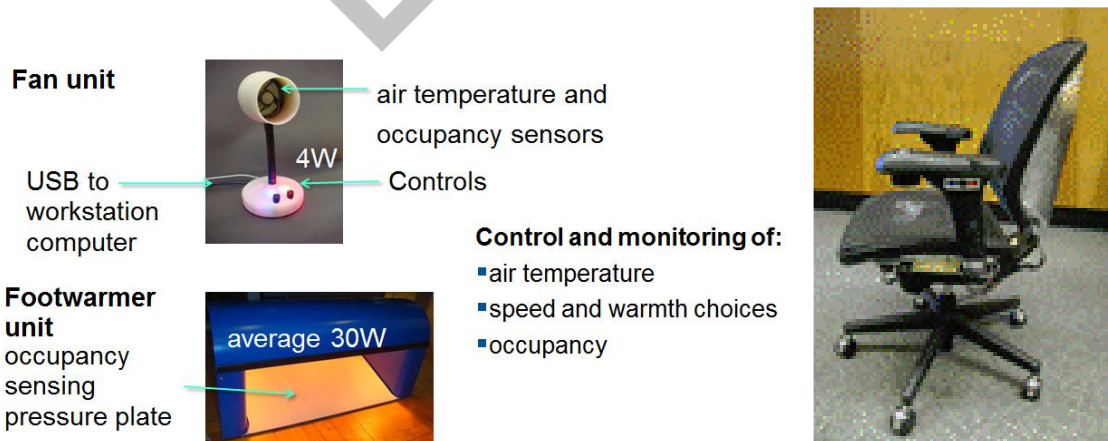 Fan unit
air temperature and
occupancy sensors
4W
USB to
workstation
computer
Controls
Control and monitoring of:
▪air temperature
▪speed and warmth choices
▪occupancy
Footwarmer
unit
occupancy
sensing
pressure plate
average 30W